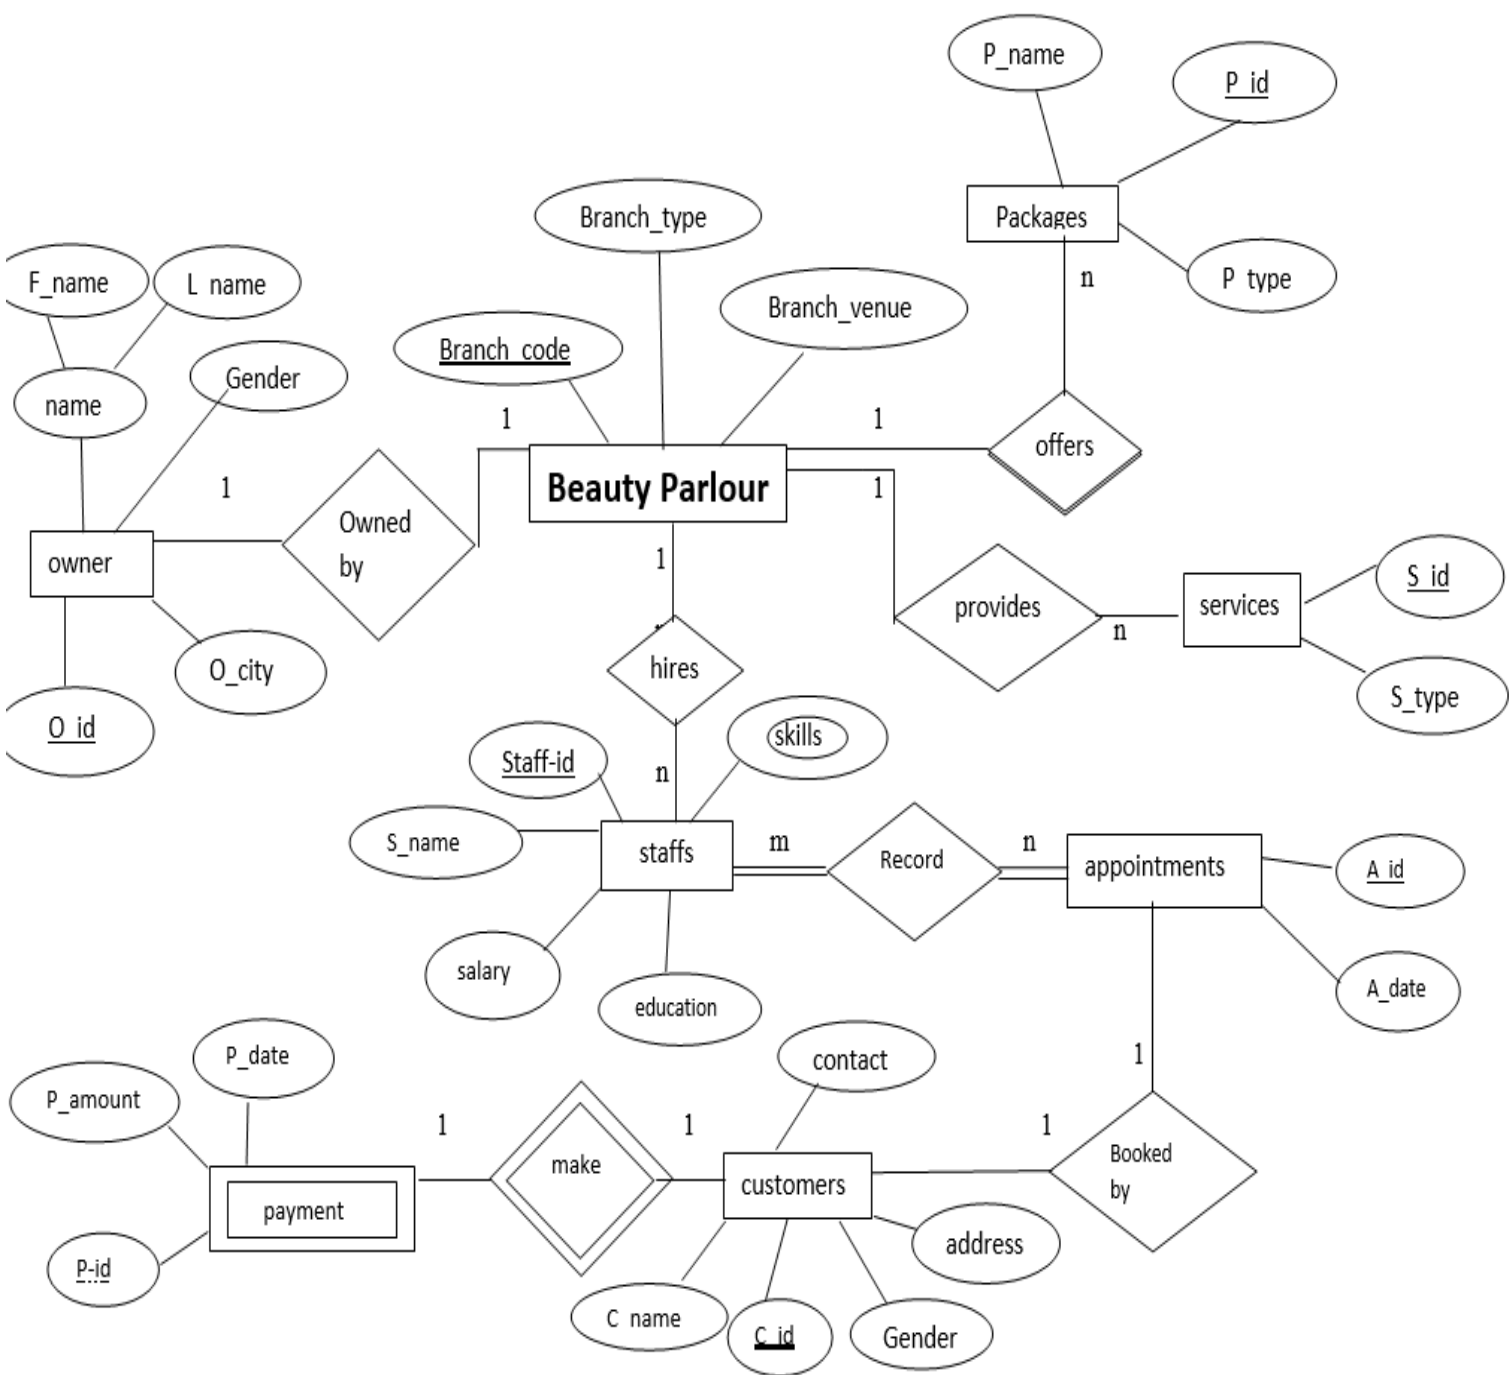 P_name
P_id
Packages
P_type
n
Branch_type
Branch_venue
Branch_code
F_name
L_name
name
Gender
1
1
1
offers
Beauty Parlour
1
Owned
by
owner
O_city
O_id
1
hires
provides
n
services
S_id
S_type
n
Staff-id
skills
S_name
staffs
m
Record
n
appointments
A_id
A_date
salary
education
P_date
P_amount
contact
1
1
1
1
make
Booked
by
payment
customers
P-id
address
C_name
C_id
Gender